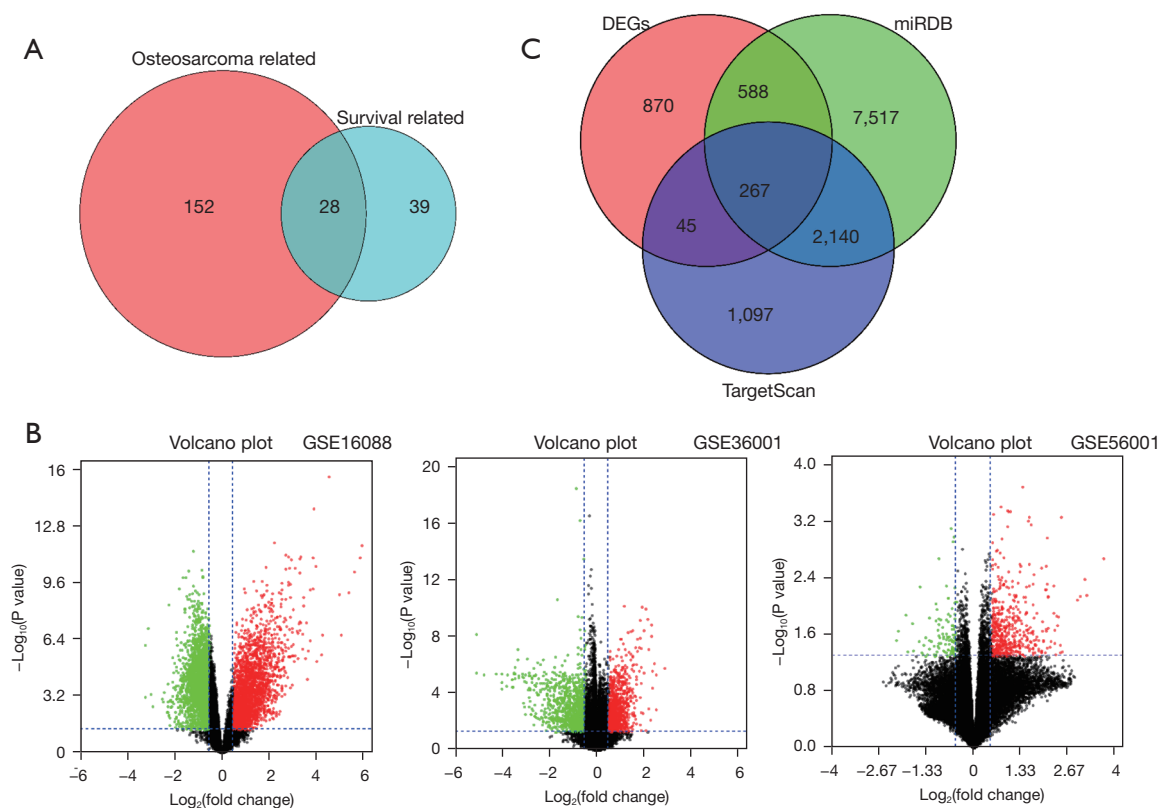 A
Osteosarcoma related
Survival related
152
28
39
C
DEGs
miRDB
870
588
7,517
267
45
2,140
1,097
TargetScan
B
Volcano plot GSE16088
−Log10(P value)
16
12.8
9.6
6.4
3.2
0
−6 −4 −2 0 2 4 6
Log2(fold change)
Volcano plot GSE36001
−Log10(P value)
20
16
12
8
4
0
−6 −4 −2 0 2 4 6
Log2(fold change)
Volcano plot GSE56001
−Log10(P value)
4.0
3.2
2.4
1.6
0.8
0.0
−4 −2.67 −1.33 0 1.33 2.67 4
Log2(fold change)